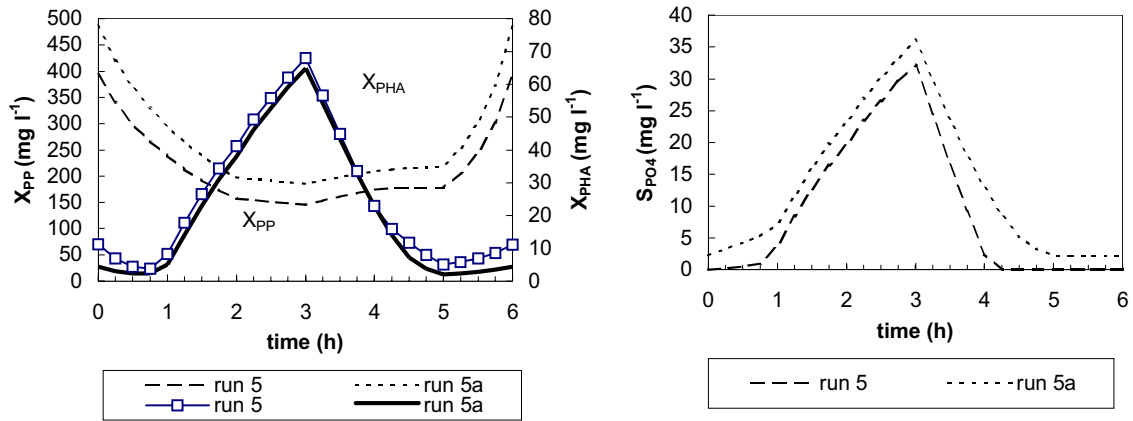 500
450
400
350
300
250
200
150
100
50
0
X_PP (mg l⁻¹)
80
70
60
50
40
30
20
10
0
X_PHA (mg l⁻¹)
X_PHA
X_PP
0 1 2 3 4 5 6
time (h)
run 5 run 5a
run 5 run 5a
40
35
30
25
20
15
10
5
0
S_PO4 (mg l⁻¹)
0 1 2 3 4 5 6
time (h)
run 5 run 5a